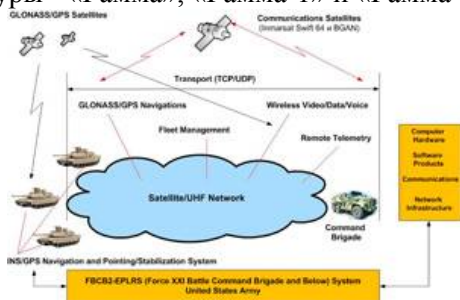 GLONASS/GPS Satellites
Communications Satellites
(Inmarsat Swift 64 и BGAN)
Transport (TCP/UDP)
GLONASS/GPS Navigations
Wireless Video/Data/Voice
Fleet Management
Remote Telemetry
Computer
Hardware
Software
Products
Communications
Network
Infrastructure
Satellite/UHF Network
Command
Brigade
INS/GPS Navigation and Pointing/Stabilization System
FBCB2-EPLRS (Force XXI Battle Command Brigade and Below) System
United States Army